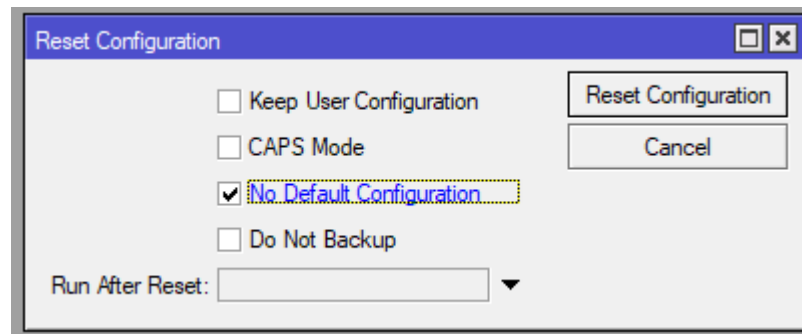 Reset Configuration
Keep User Configuration
Reset Configuration
CAPS Mode
Cancel
No Default Configuration
Do Not Backup
Run After Reset: